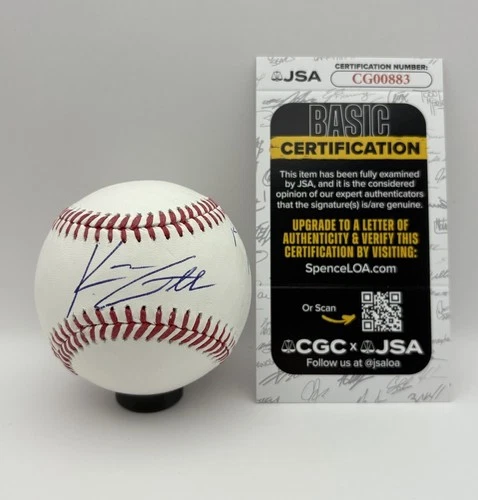 JSA
CERTIFICATION NUMBER:
CG00883
BASIC
CERTIFICATION
This item has been fully examined
by JSA, and it is the considered
opinion of our expert authenticators
that the signature(s) is/are genuine.
UPGRADE TO A LETTER OF
AUTHENTICITY & VERIFY THIS
CERTIFICATION BY VISITING:
SpenceLOA.com
Or Scan
CGC x JSA
Follow us at @jsaloa